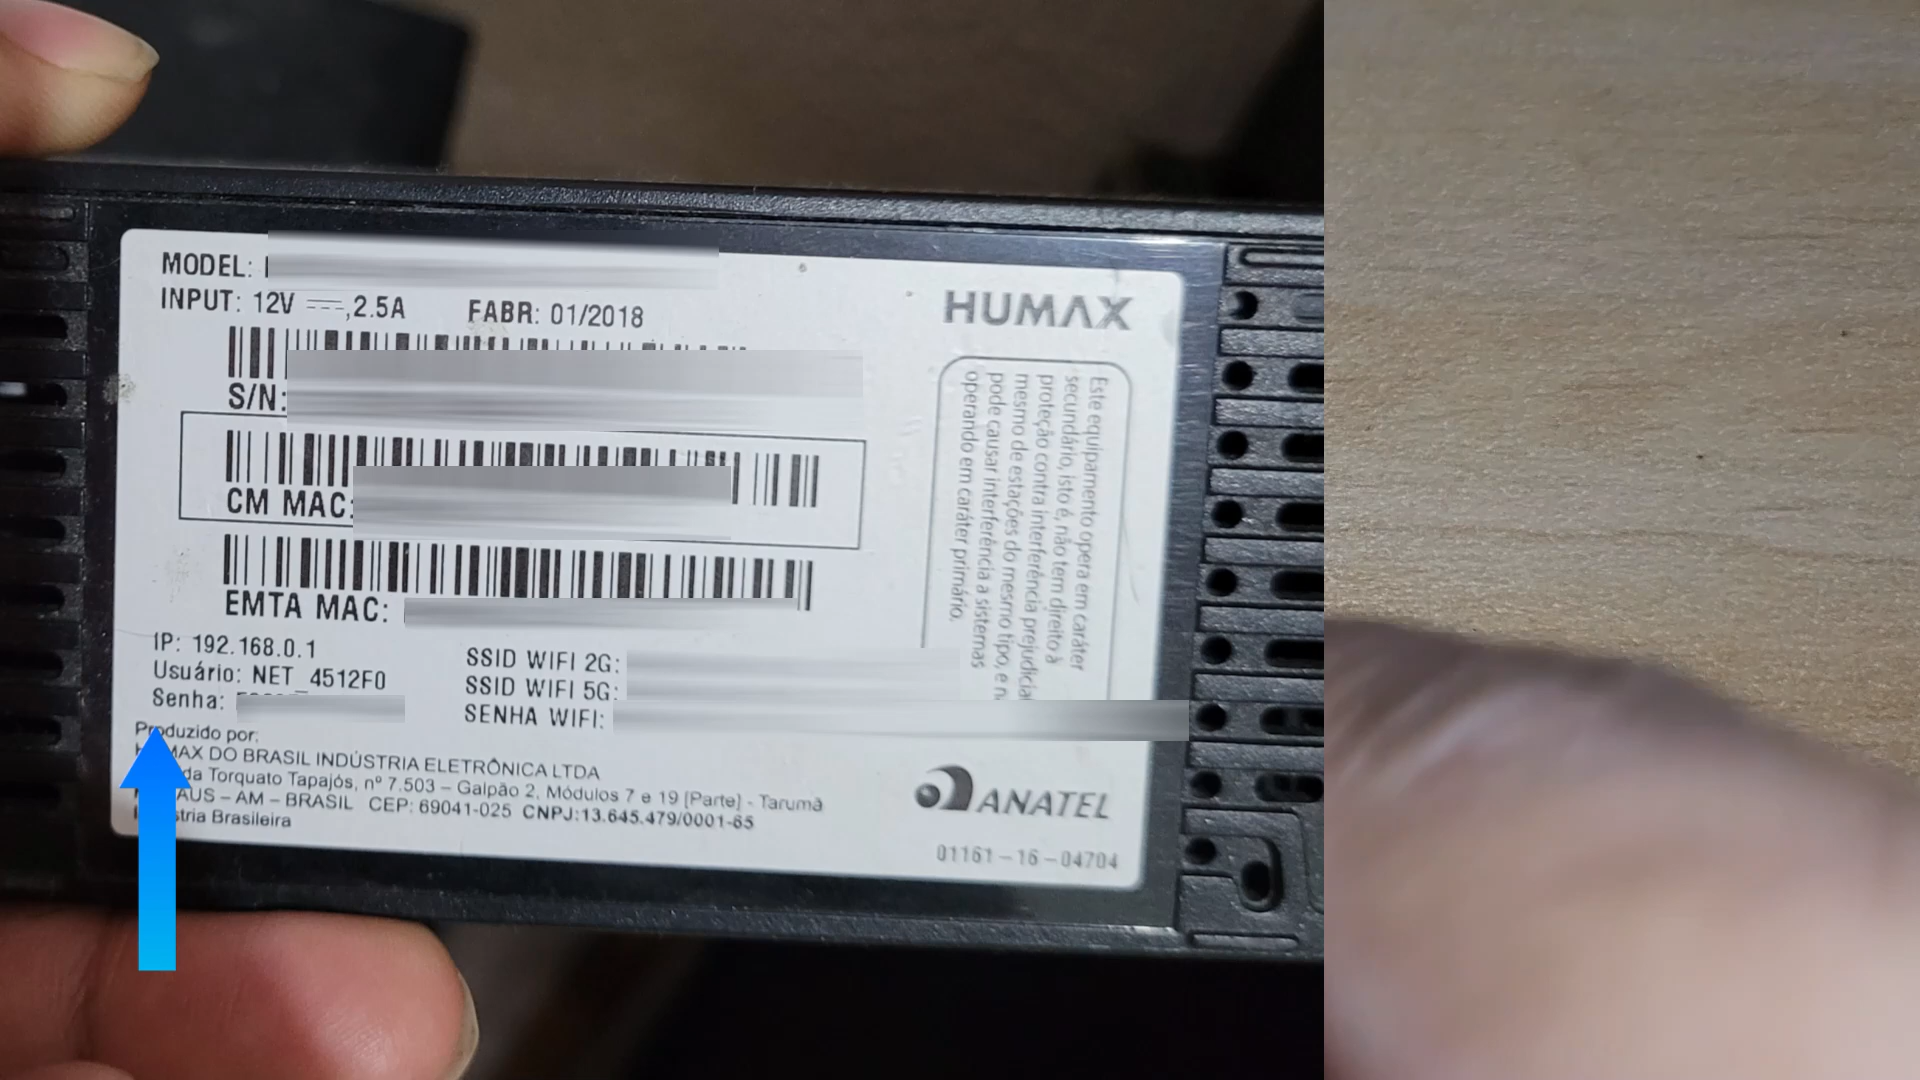 MODEL:
INPUT: 12V ⎓,2.5A FABR: 01/2018
S/N:
CM MAC:
EMTA MAC:
IP: 192.168.0.1
Usuário: NET_4512F0
Senha:
SSID WIFI 2G:
SSID WIFI 5G:
SENHA WIFI:
Produzido por:
HUMAX DO BRASIL INDÚSTRIA ELETRÔNICA LTDA
da Torquato Tapajós, nº 7.503 – Galpão 2, Módulos 7 e 19 [Parte] - Tarumã
AUS – AM – BRASIL CEP: 69041-025 CNPJ:13.645.479/0001-65
Indústria Brasileira
HUMAX
Este equipamento opera em caráter
secundário, isto é, não tem direito à
proteção contra interferência prejudicial
mesmo de estações do mesmo tipo, e
pode causar interferência a sistemas
operando em caráter primário.
ANATEL
01161-16-04704